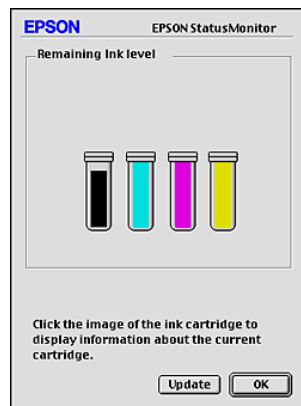 EPSON
EPSON StatusMonitor
Remaining Ink level
Click the image of the ink cartridge to
display information about the current
cartridge.
Update
OK